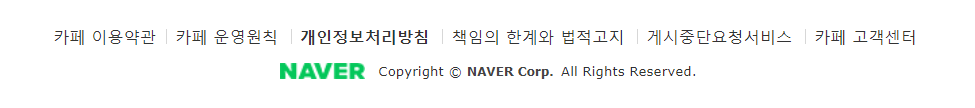 카페 이용약관 카페 운영원칙 개인정보처리방침 책임의 한계와 법적고지 게시중단요청서비스 카페 고객센터
NAVER Copyright © NAVER Corp. All Rights Reserved.